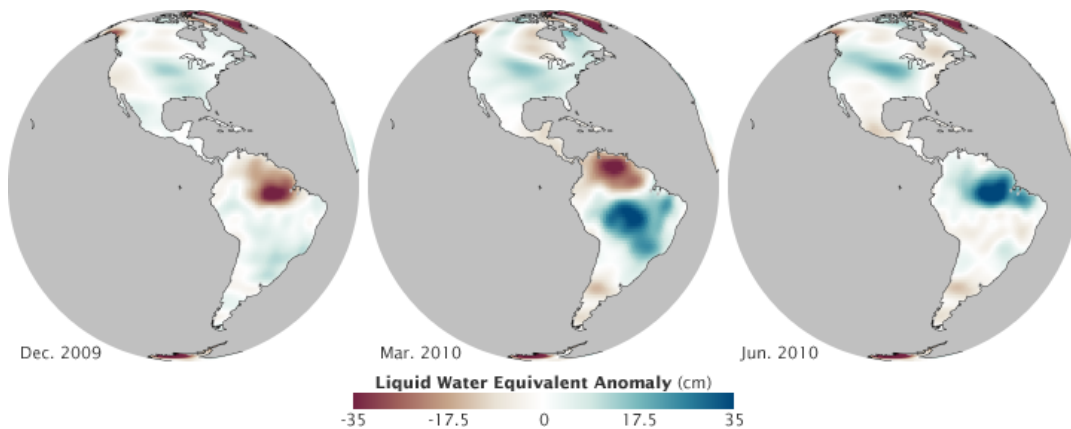 Dec. 2009
Mar. 2010
Jun. 2010
Liquid Water Equivalent Anomaly (cm)
-35 -17.5 0 17.5 35